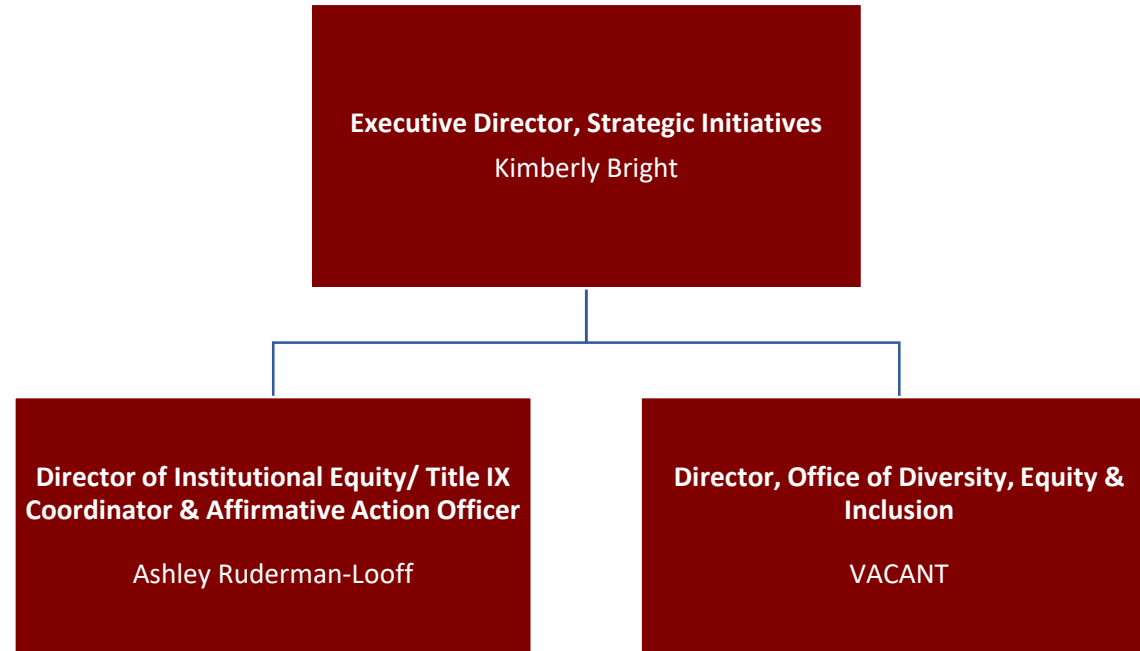 Executive Director, Strategic Initiatives
Kimberly Bright
Director of Institutional Equity/ Title IX
Coordinator & Affirmative Action Officer
Ashley Ruderman-Looff
Director, Office of Diversity, Equity &
Inclusion
VACANT